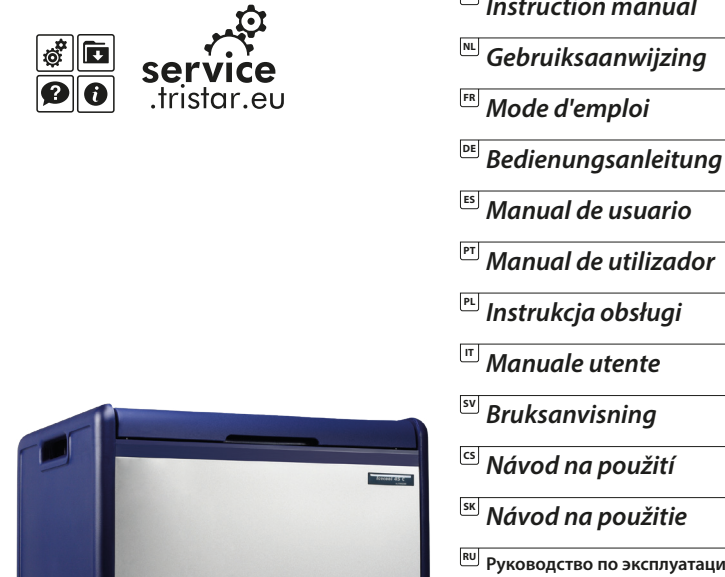 service
.tristar.eu
Instruction manual
NL Gebruiksaanwijzing
FR Mode d'emploi
DE Bedienungsanleitung
ES Manual de usuario
PT Manual de utilizador
PL Instrukcja obsługi
IT Manuale utente
SV Bruksanvisning
CS Návod na použití
SK Návod na použitie
RU Руководство по эксплуатаци